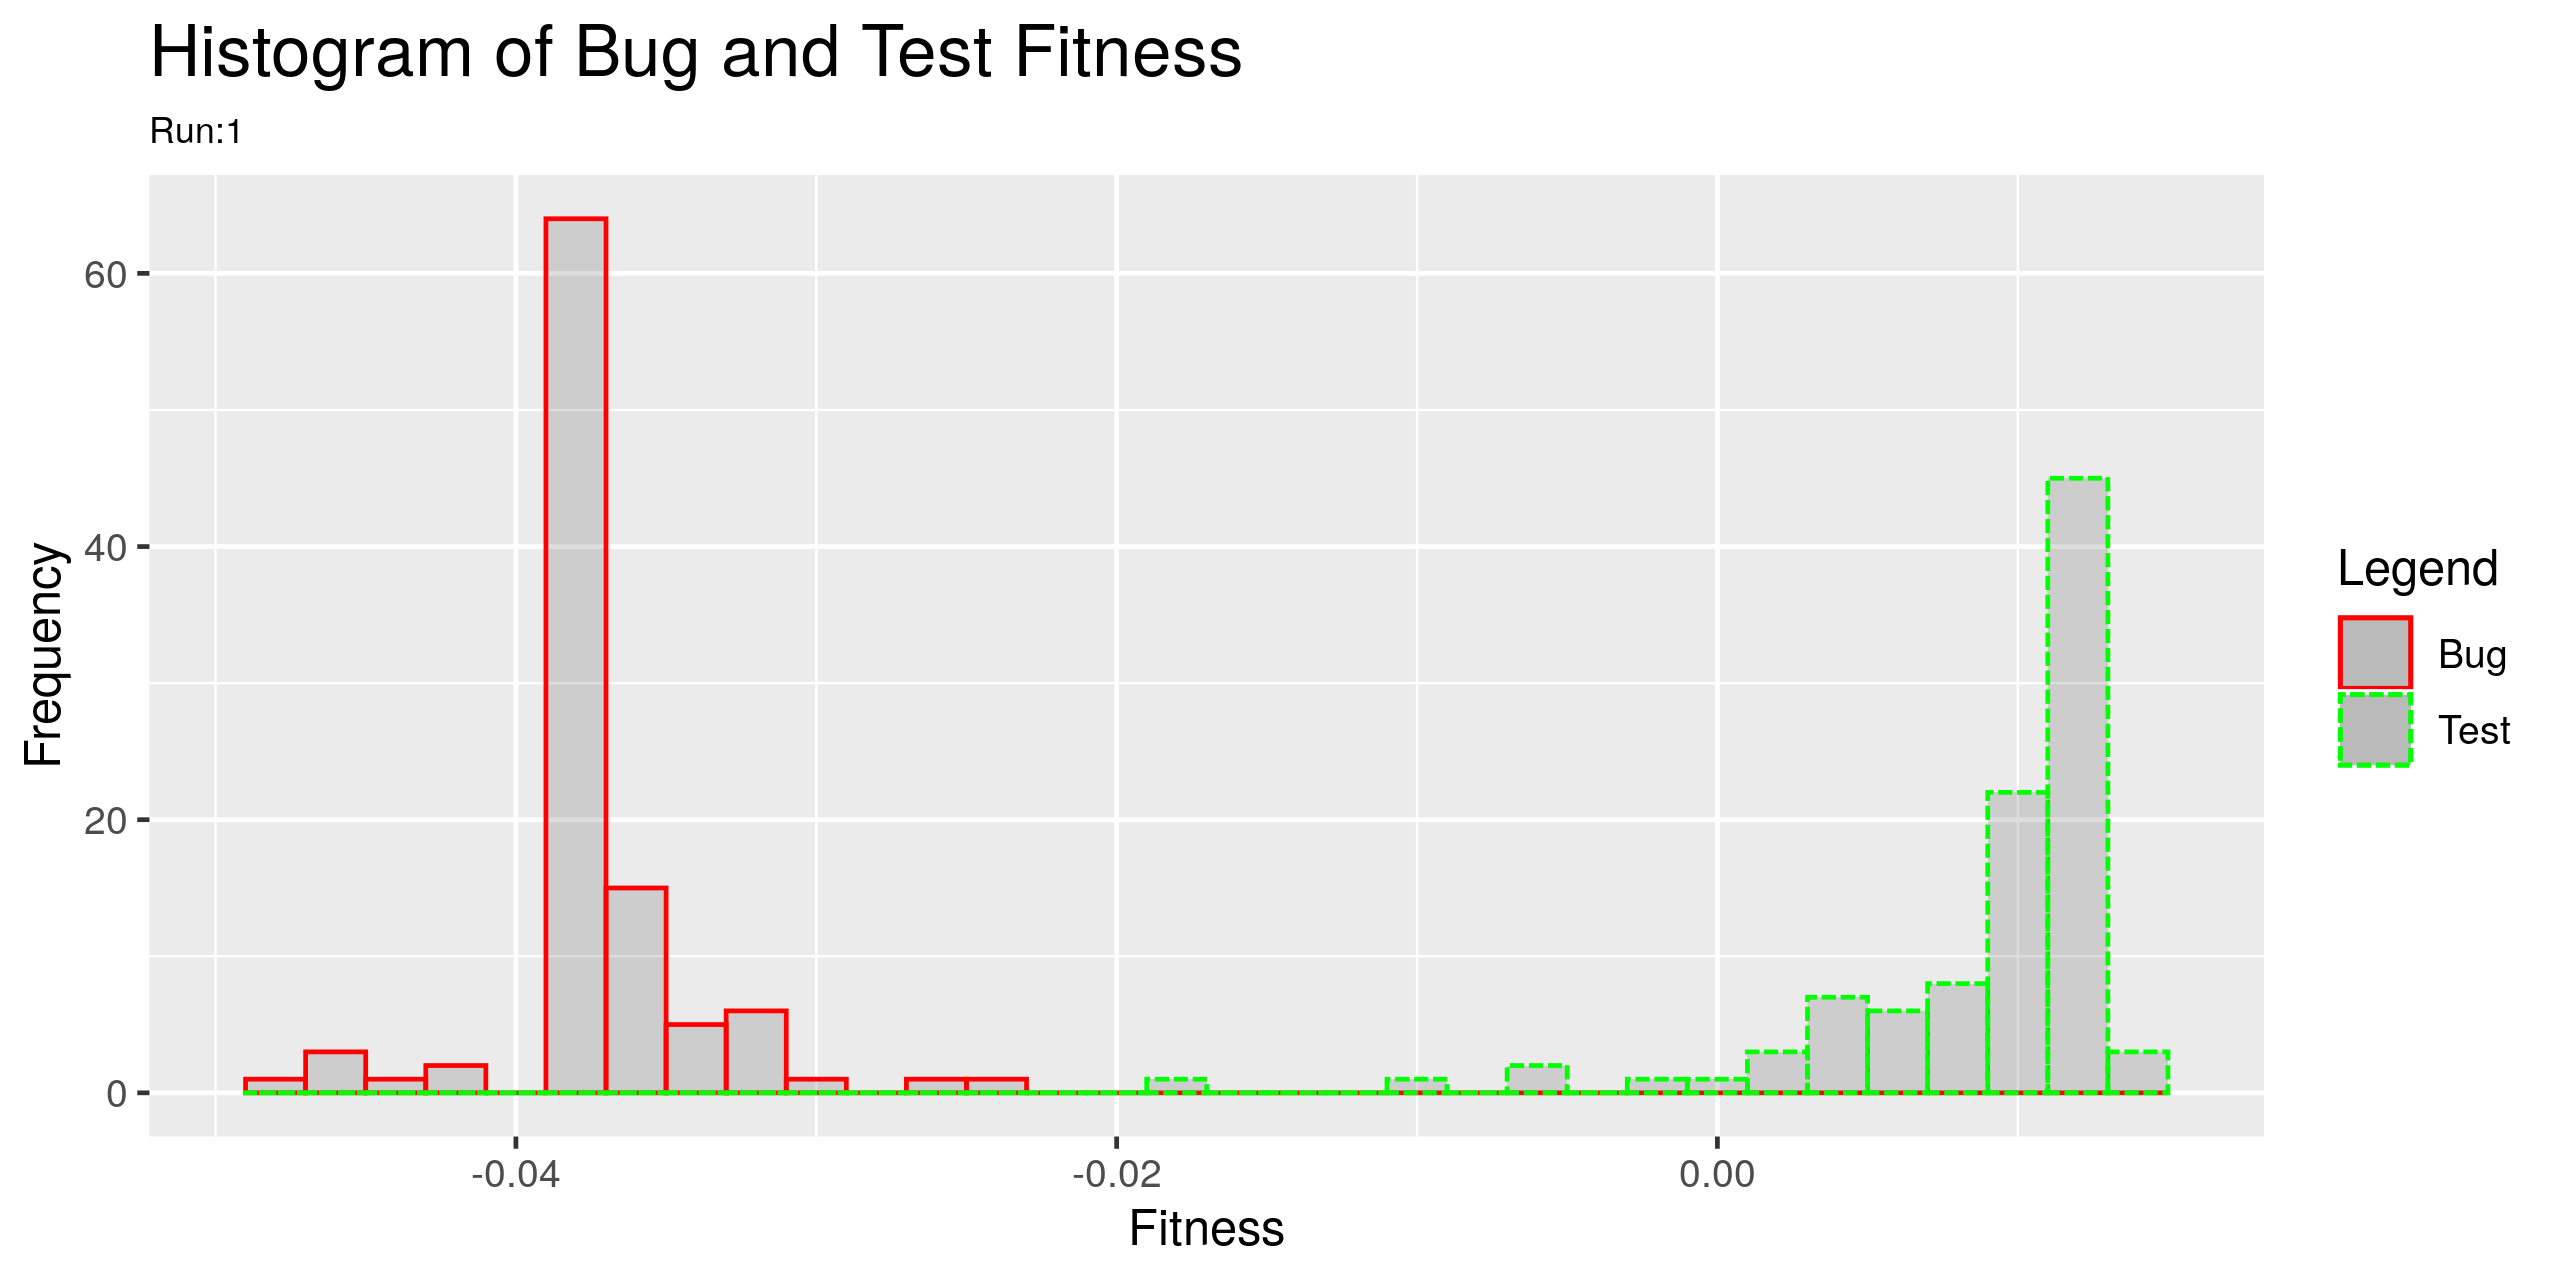 Histogram of Bug and Test Fitness
Run:1
Frequency
60
40
20
0
-0.04
-0.02
0.00
Fitness
Legend
Bug
Test